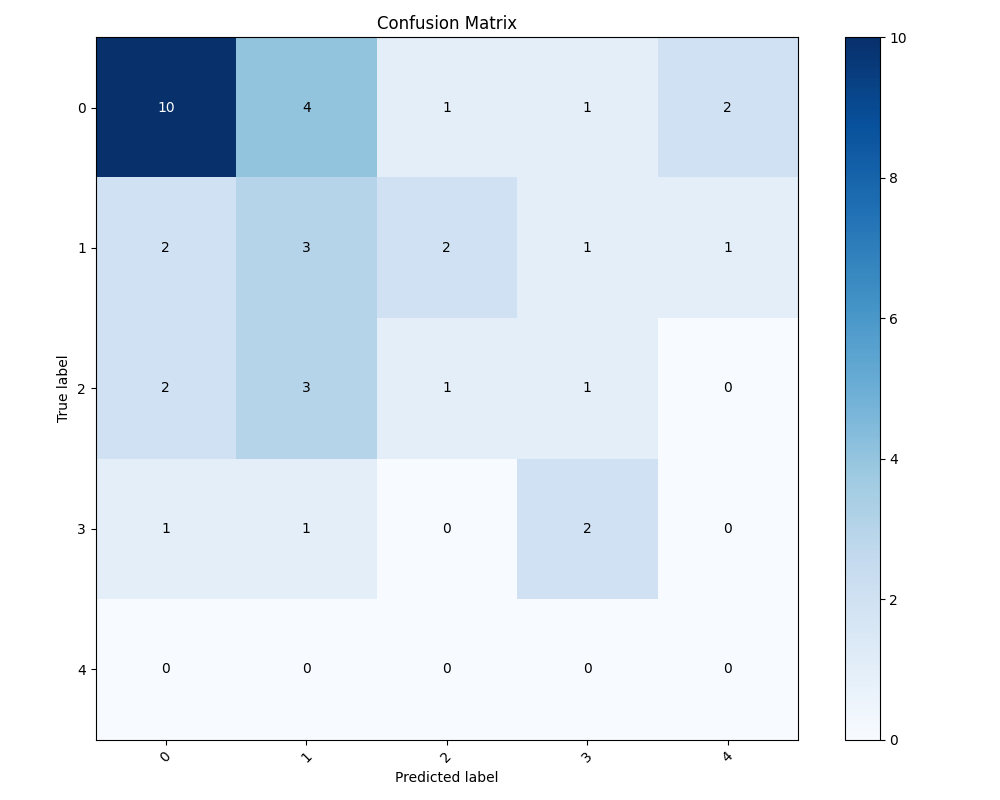 Confusion Matrix
0 10 4 1 1 2
1 2 3 2 1 1
2 2 3 1 1 0
3 1 1 0 2 0
4 0 0 0 0 0
True label
0 1 2 3 4
Predicted label
10
8
6
4
2
0